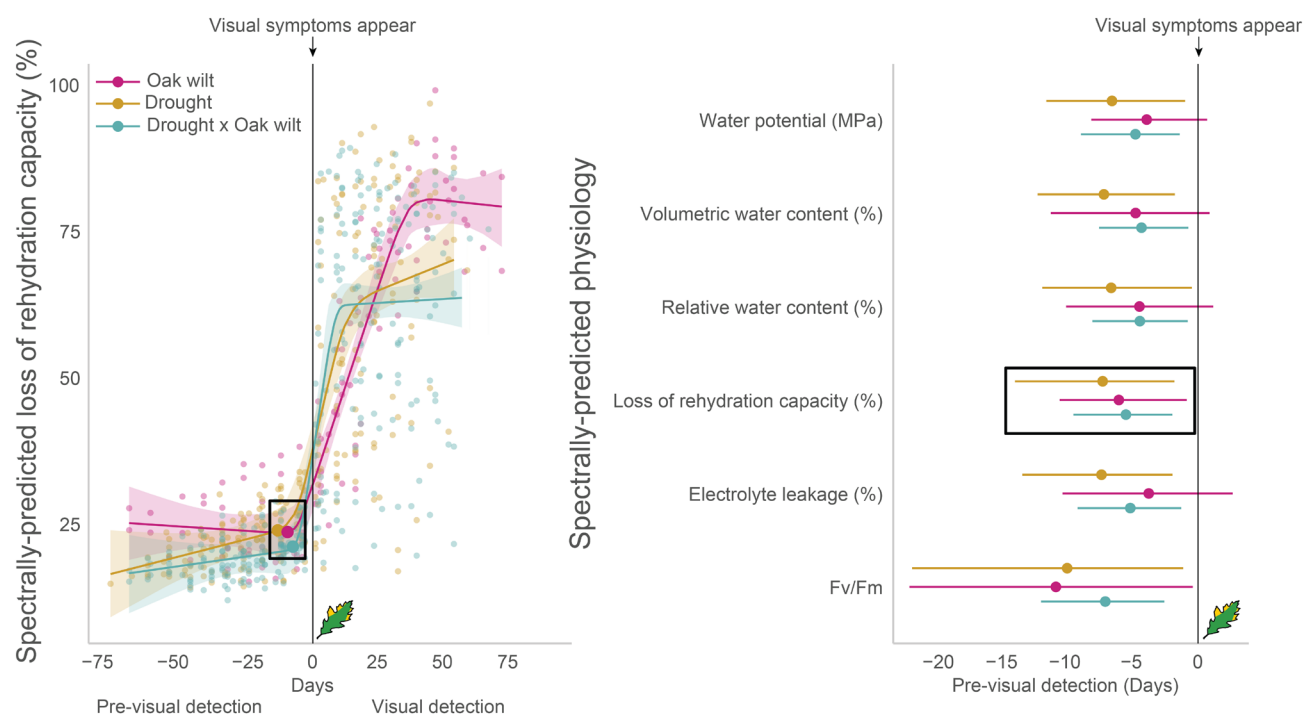 Visual symptoms appear
Spectrally-predicted loss of rehydration capacity (%)
100
75
50
25
Oak wilt
Drought
Drought x Oak wilt
−75
−50
−25
0
25
50
75
Days
Pre-visual detection
Visual detection
Visual symptoms appear
Spectrally-predicted physiology
Water potential (MPa)
Volumetric water content (%)
Relative water content (%)
Loss of rehydration capacity (%)
Electrolyte leakage (%)
Fv/Fm
−20
−15
−10
−5
0
Pre-visual detection (Days)